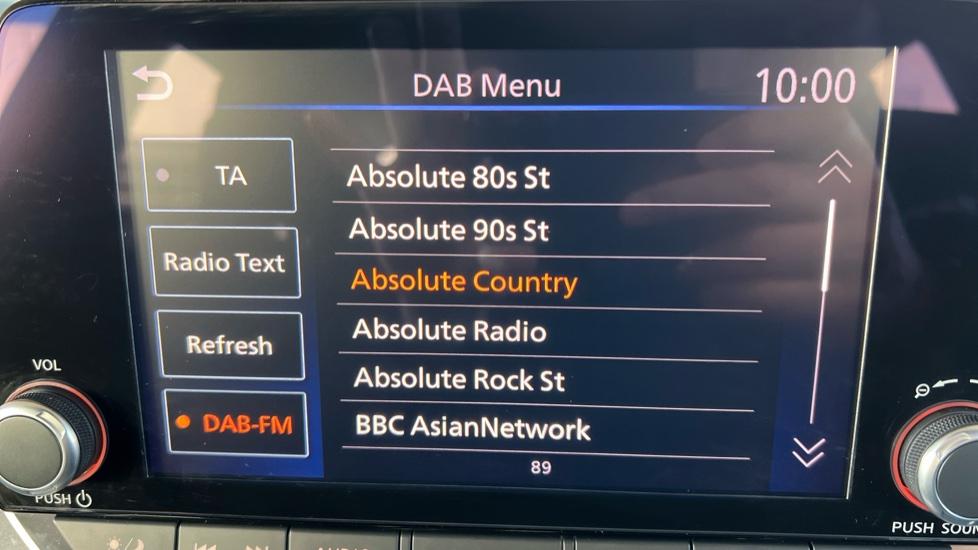 DAB Menu
10:00
TA
Radio Text
Refresh
DAB-FM
Absolute 80s St
Absolute 90s St
Absolute Country
Absolute Radio
Absolute Rock St
BBC AsianNetwork
89
VOL
PUSH
PUSH